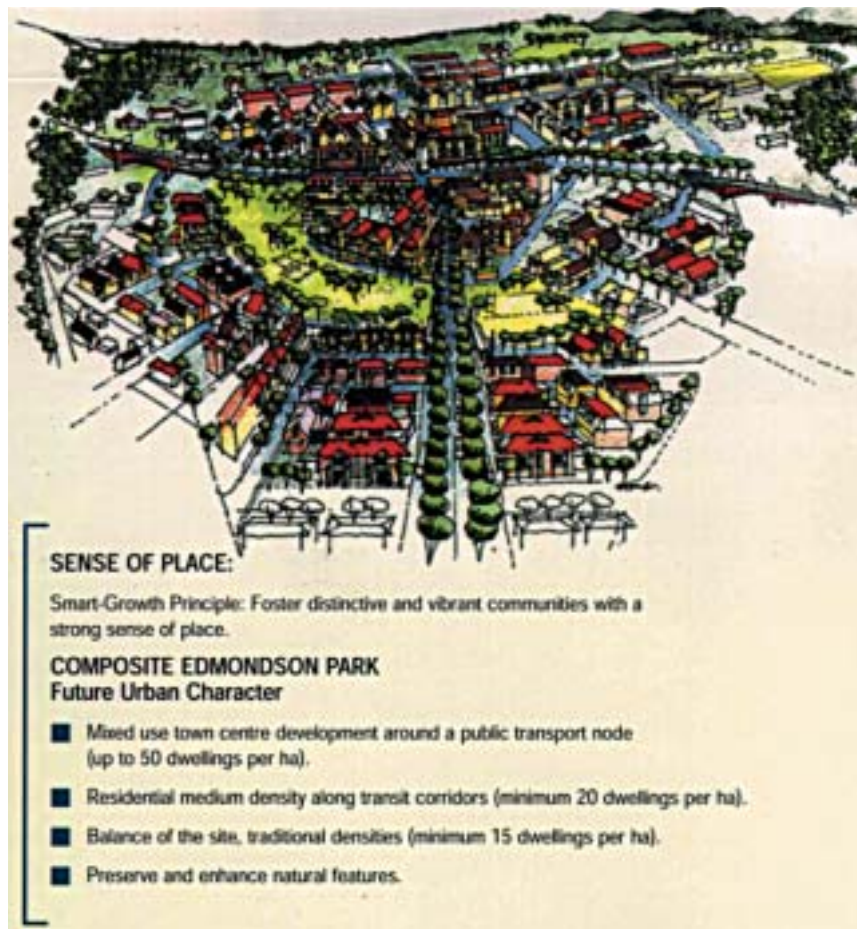 SENSE OF PLACE:
Smart-Growth Principle: Foster distinctive and vibrant communities with a
strong sense of place.
COMPOSITE EDMONDSON PARK
Future Urban Character
Mixed use town centre development around a public transport node
(up to 50 dwellings per ha).
Residential medium density along transit corridors (minimum 20 dwellings per ha).
Balance of the site, traditional densities (minimum 15 dwellings per ha).
Preserve and enhance natural features.